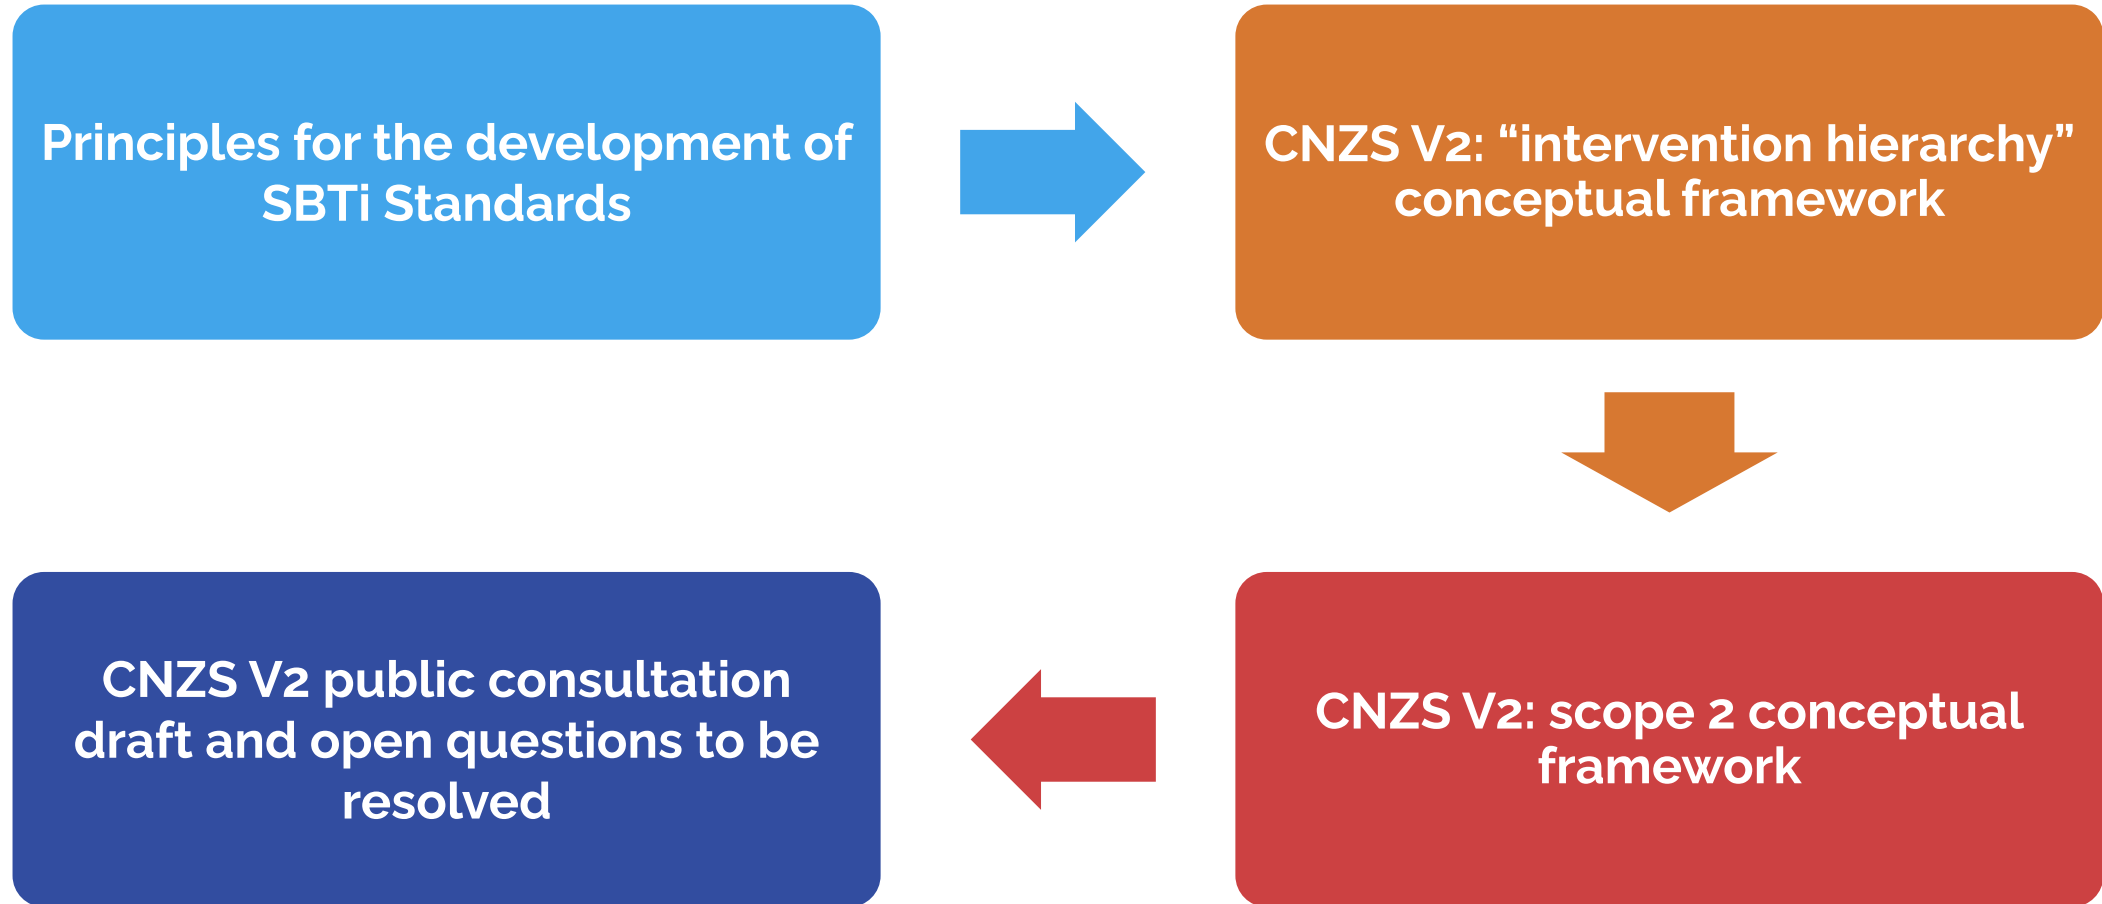 Principles for the development of
SBTi Standards
CNZS V2: “intervention hierarchy”
conceptual framework
CNZS V2: scope 2 conceptual
framework
CNZS V2 public consultation
draft and open questions to be
resolved